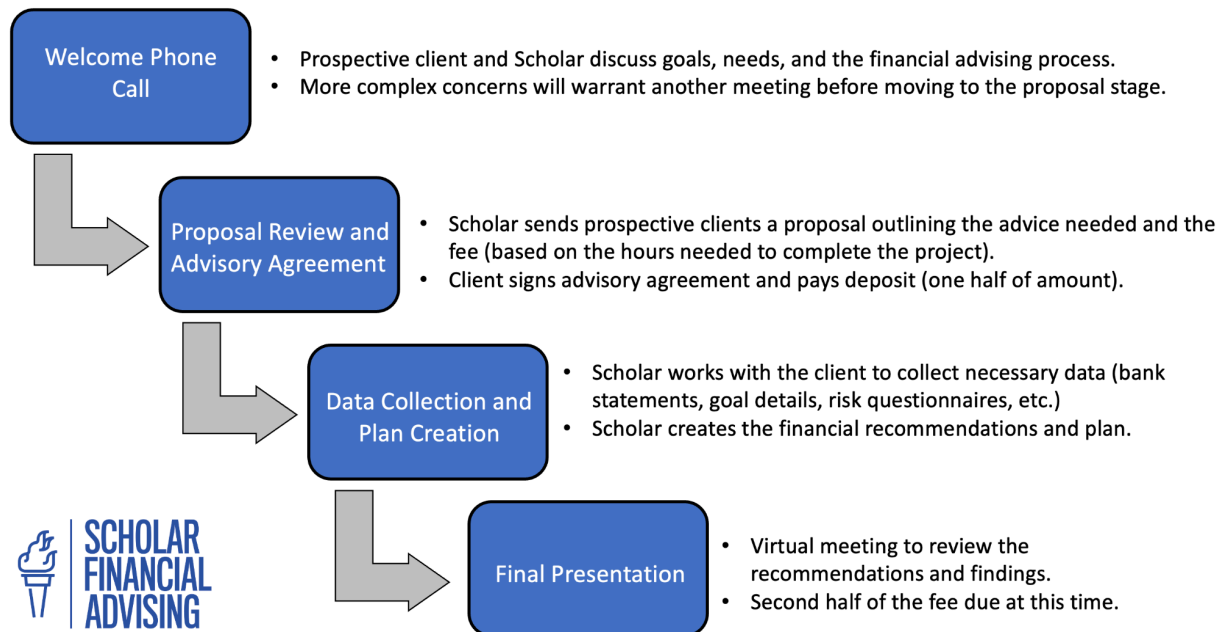 Welcome Phone
Call
• Prospective client and Scholar discuss goals, needs, and the financial advising process.
• More complex concerns will warrant another meeting before moving to the proposal stage.
Proposal Review and
Advisory Agreement
• Scholar sends prospective clients a proposal outlining the advice needed and the
fee (based on the hours needed to complete the project).
• Client signs advisory agreement and pays deposit (one half of amount).
Data Collection and
Plan Creation
• Scholar works with the client to collect necessary data (bank
statements, goal details, risk questionnaires, etc.)
• Scholar creates the financial recommendations and plan.
Final Presentation
• Virtual meeting to review the
recommendations and findings.
• Second half of the fee due at this time.
SCHOLAR
FINANCIAL
ADVISING